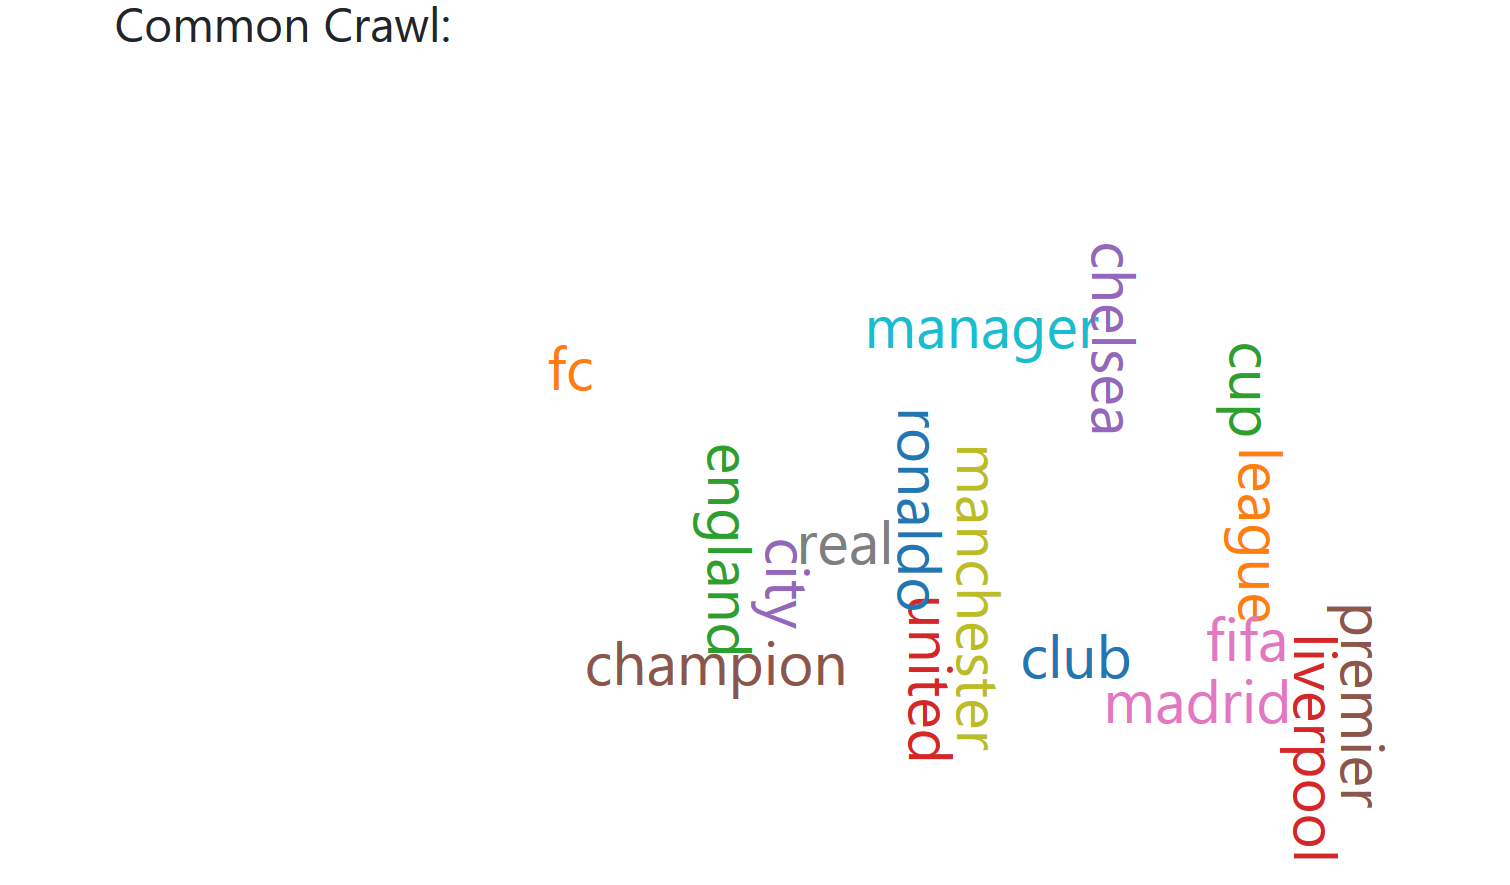 Common Crawl:
chelsea
manager
fc
cup
ronaldo
england
manchester
league
real
city
united
premier
fifa
club
champion
liverpool
madrid